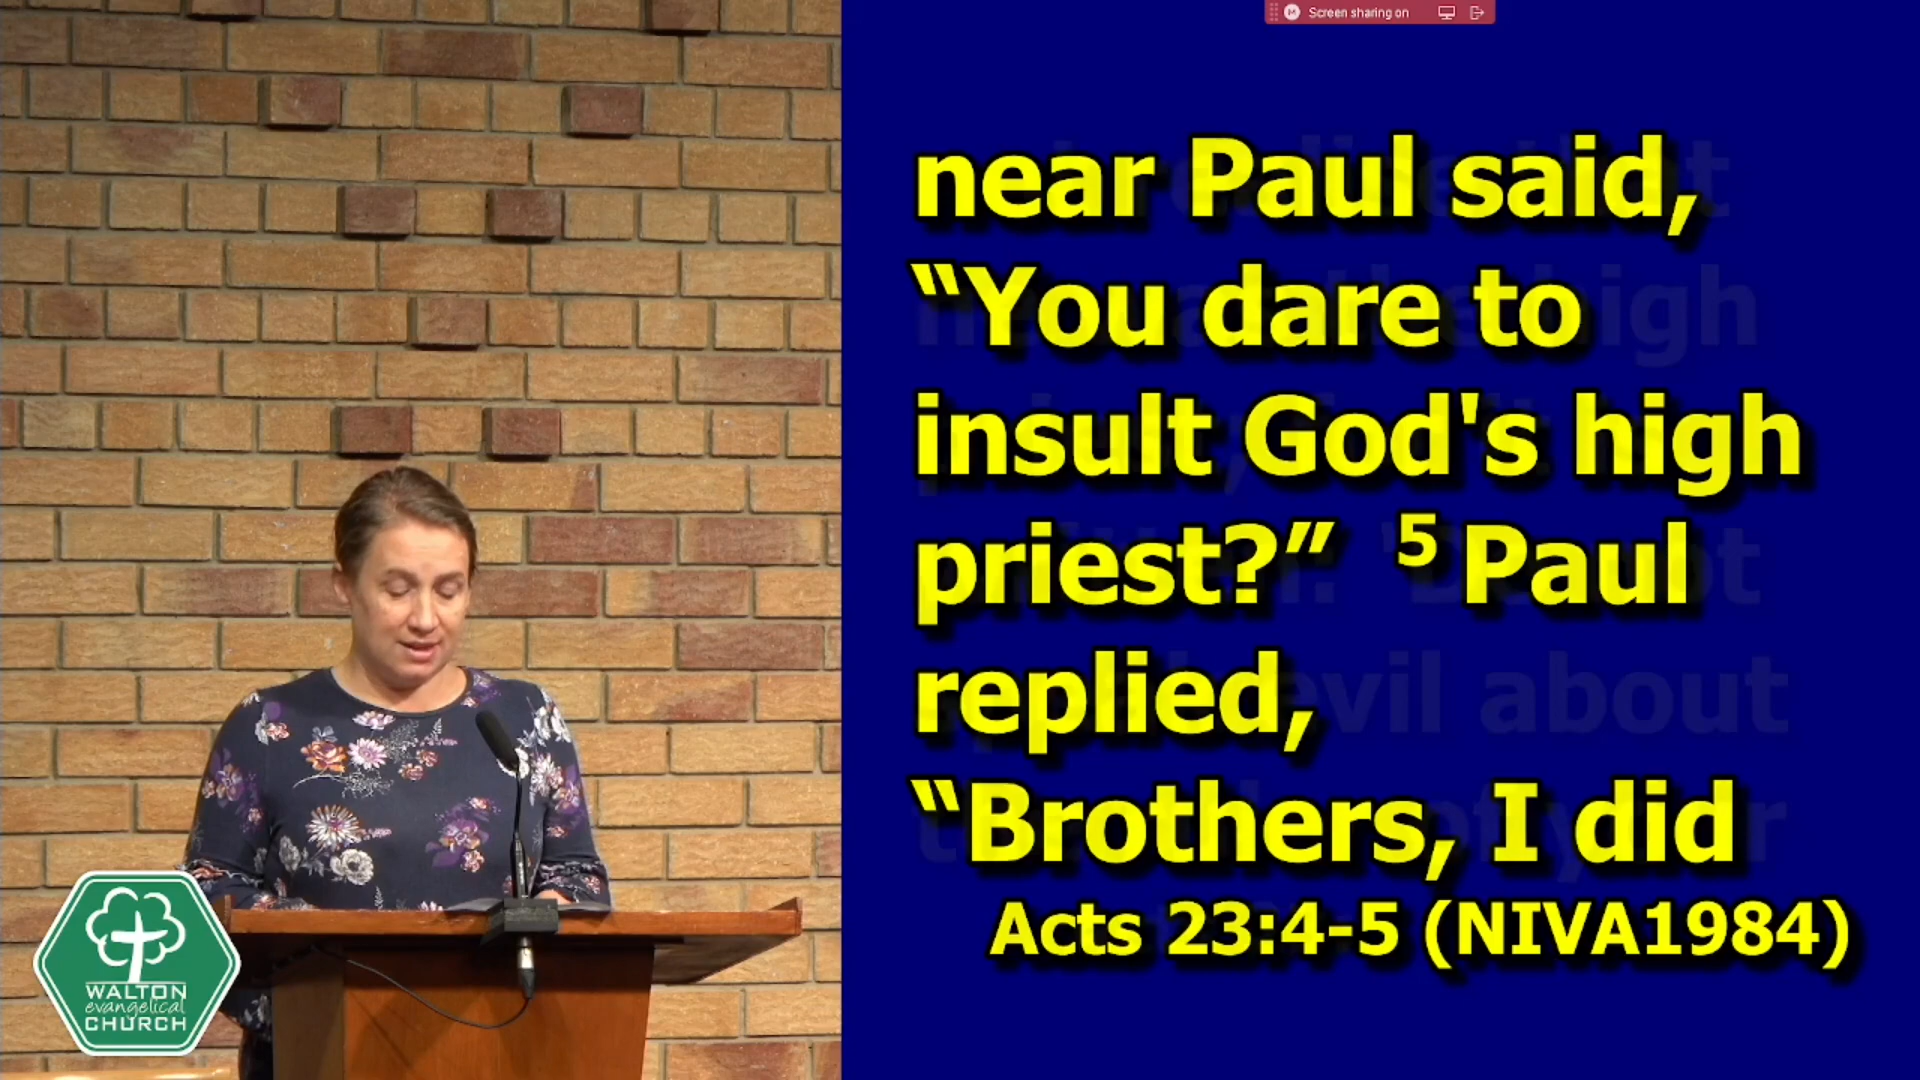 Screen sharing on
near Paul said,
“You dare to
insult God's high
priest?” 5 Paul
replied,
“Brothers, I did
Acts 23:4-5 (NIVA1984)
WALTON
evangelical
CHURCH